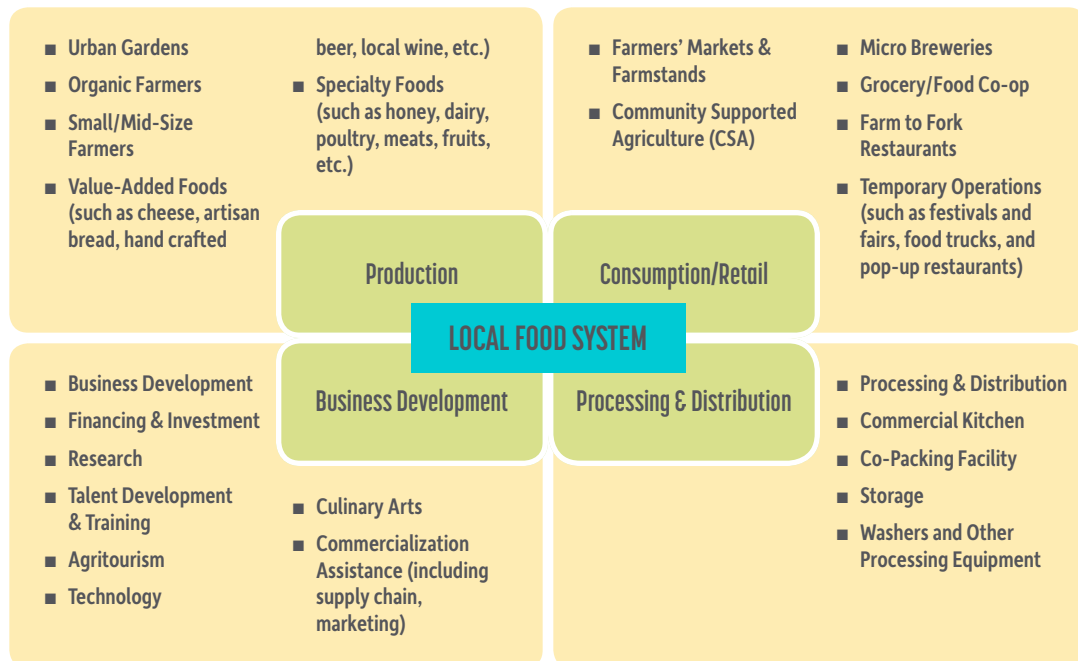 ■ Urban Gardens
■ Organic Farmers
■ Small/Mid-Size
Farmers
■ Value-Added Foods
(such as cheese, artisan
bread, hand crafted
beer, local wine, etc.)
■ Specialty Foods
(such as honey, dairy,
poultry, meats, fruits,
etc.)
Production
■ Farmers’ Markets &
Farmstands
■ Community Supported
Agriculture (CSA)
■ Micro Breweries
■ Grocery/Food Co-op
■ Farm to Fork
Restaurants
■ Temporary Operations
(such as festivals and
fairs, food trucks, and
pop-up restaurants)
Consumption/Retail
LOCAL FOOD SYSTEM
Business Development
■ Business Development
■ Financing & Investment
■ Research
■ Talent Development
& Training
■ Agritourism
■ Technology
■ Culinary Arts
■ Commercialization
Assistance (including
supply chain,
marketing)
Processing & Distribution
■ Processing & Distribution
■ Commercial Kitchen
■ Co-Packing Facility
■ Storage
■ Washers and Other
Processing Equipment